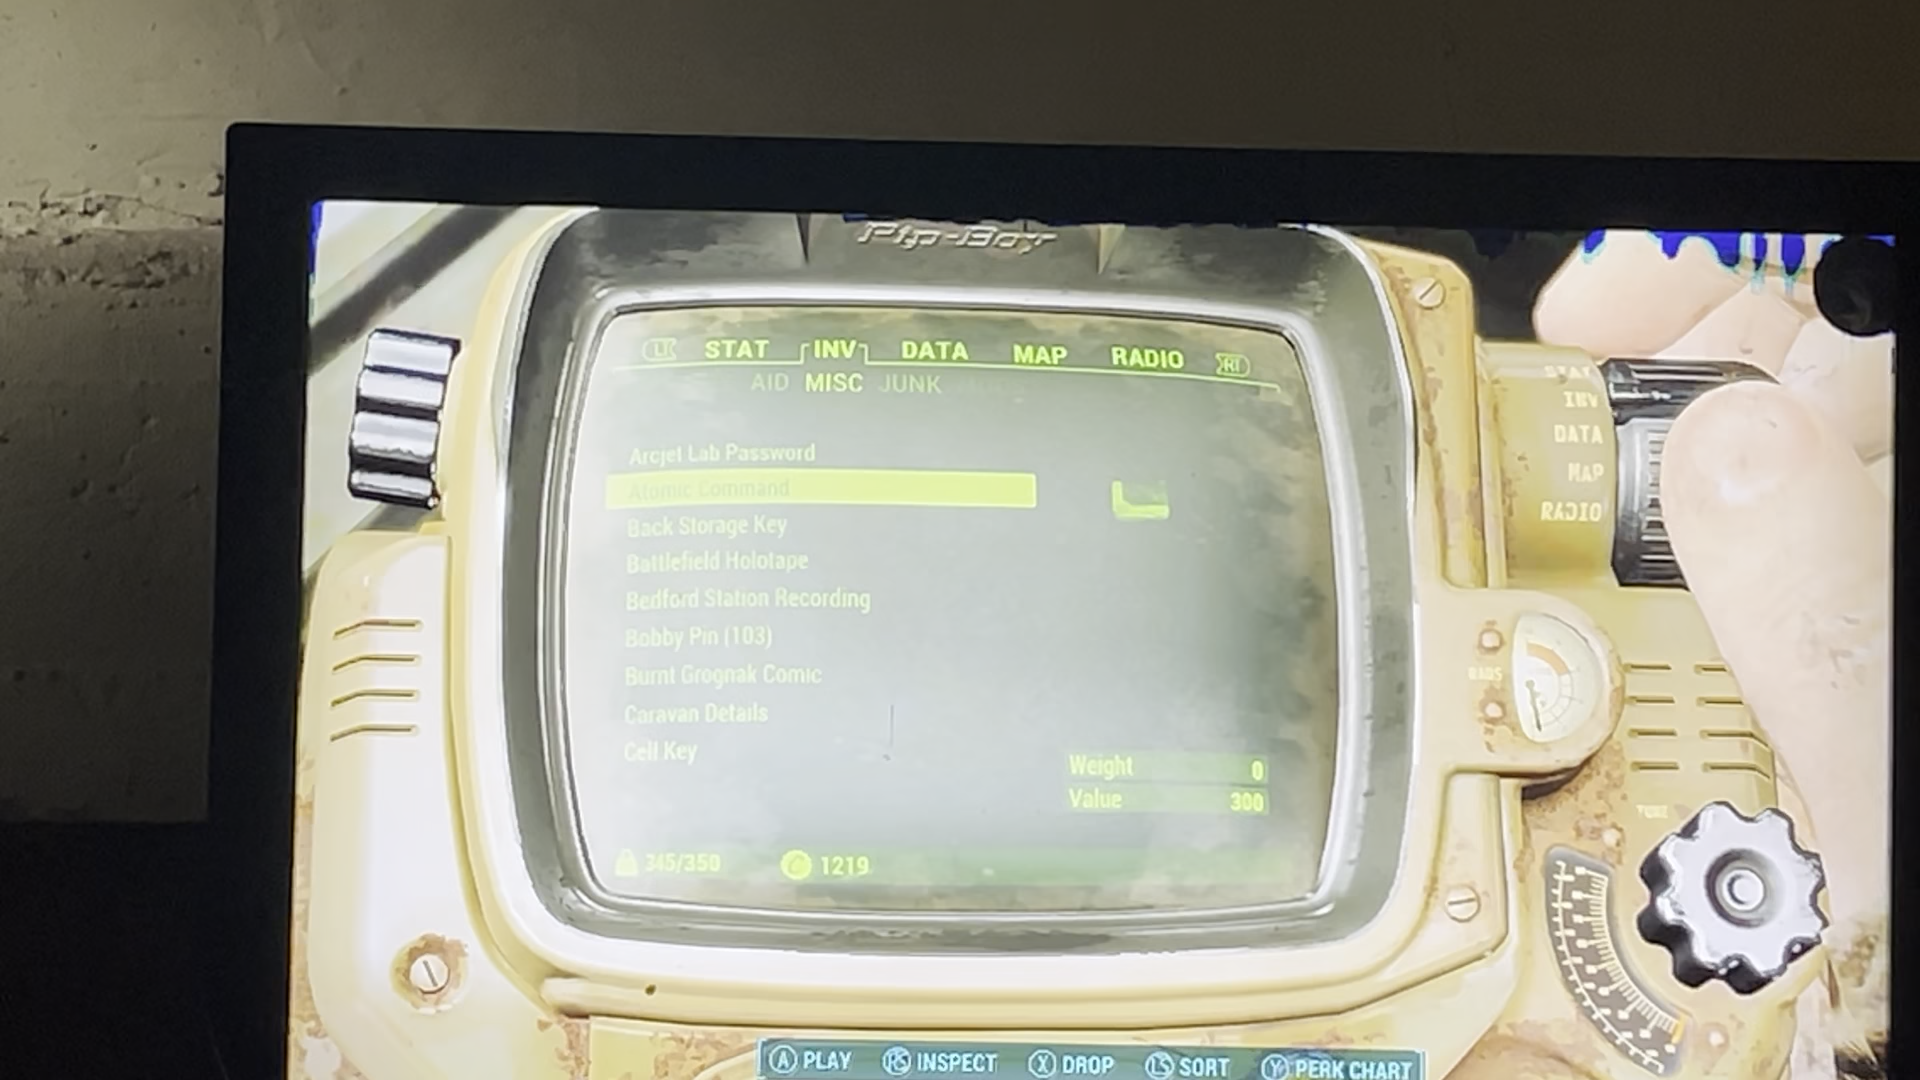 Pip-Boy
LT STAT INV DATA MAP RADIO RT
AID MISC JUNK
Arcjet Lab Password
Atomic Command
Back Storage Key
Battlefield Holotape
Bedford Station Recording
Bobby Pin (103)
Burnt Grognak Comic
Caravan Details
Cell Key
Weight 0
Value 300
345/350 1219
STAT
INV
DATA
MAP
RADIO
RADS
TUNE
A PLAY RS INSPECT X DROP LS SORT Y PERK CHART